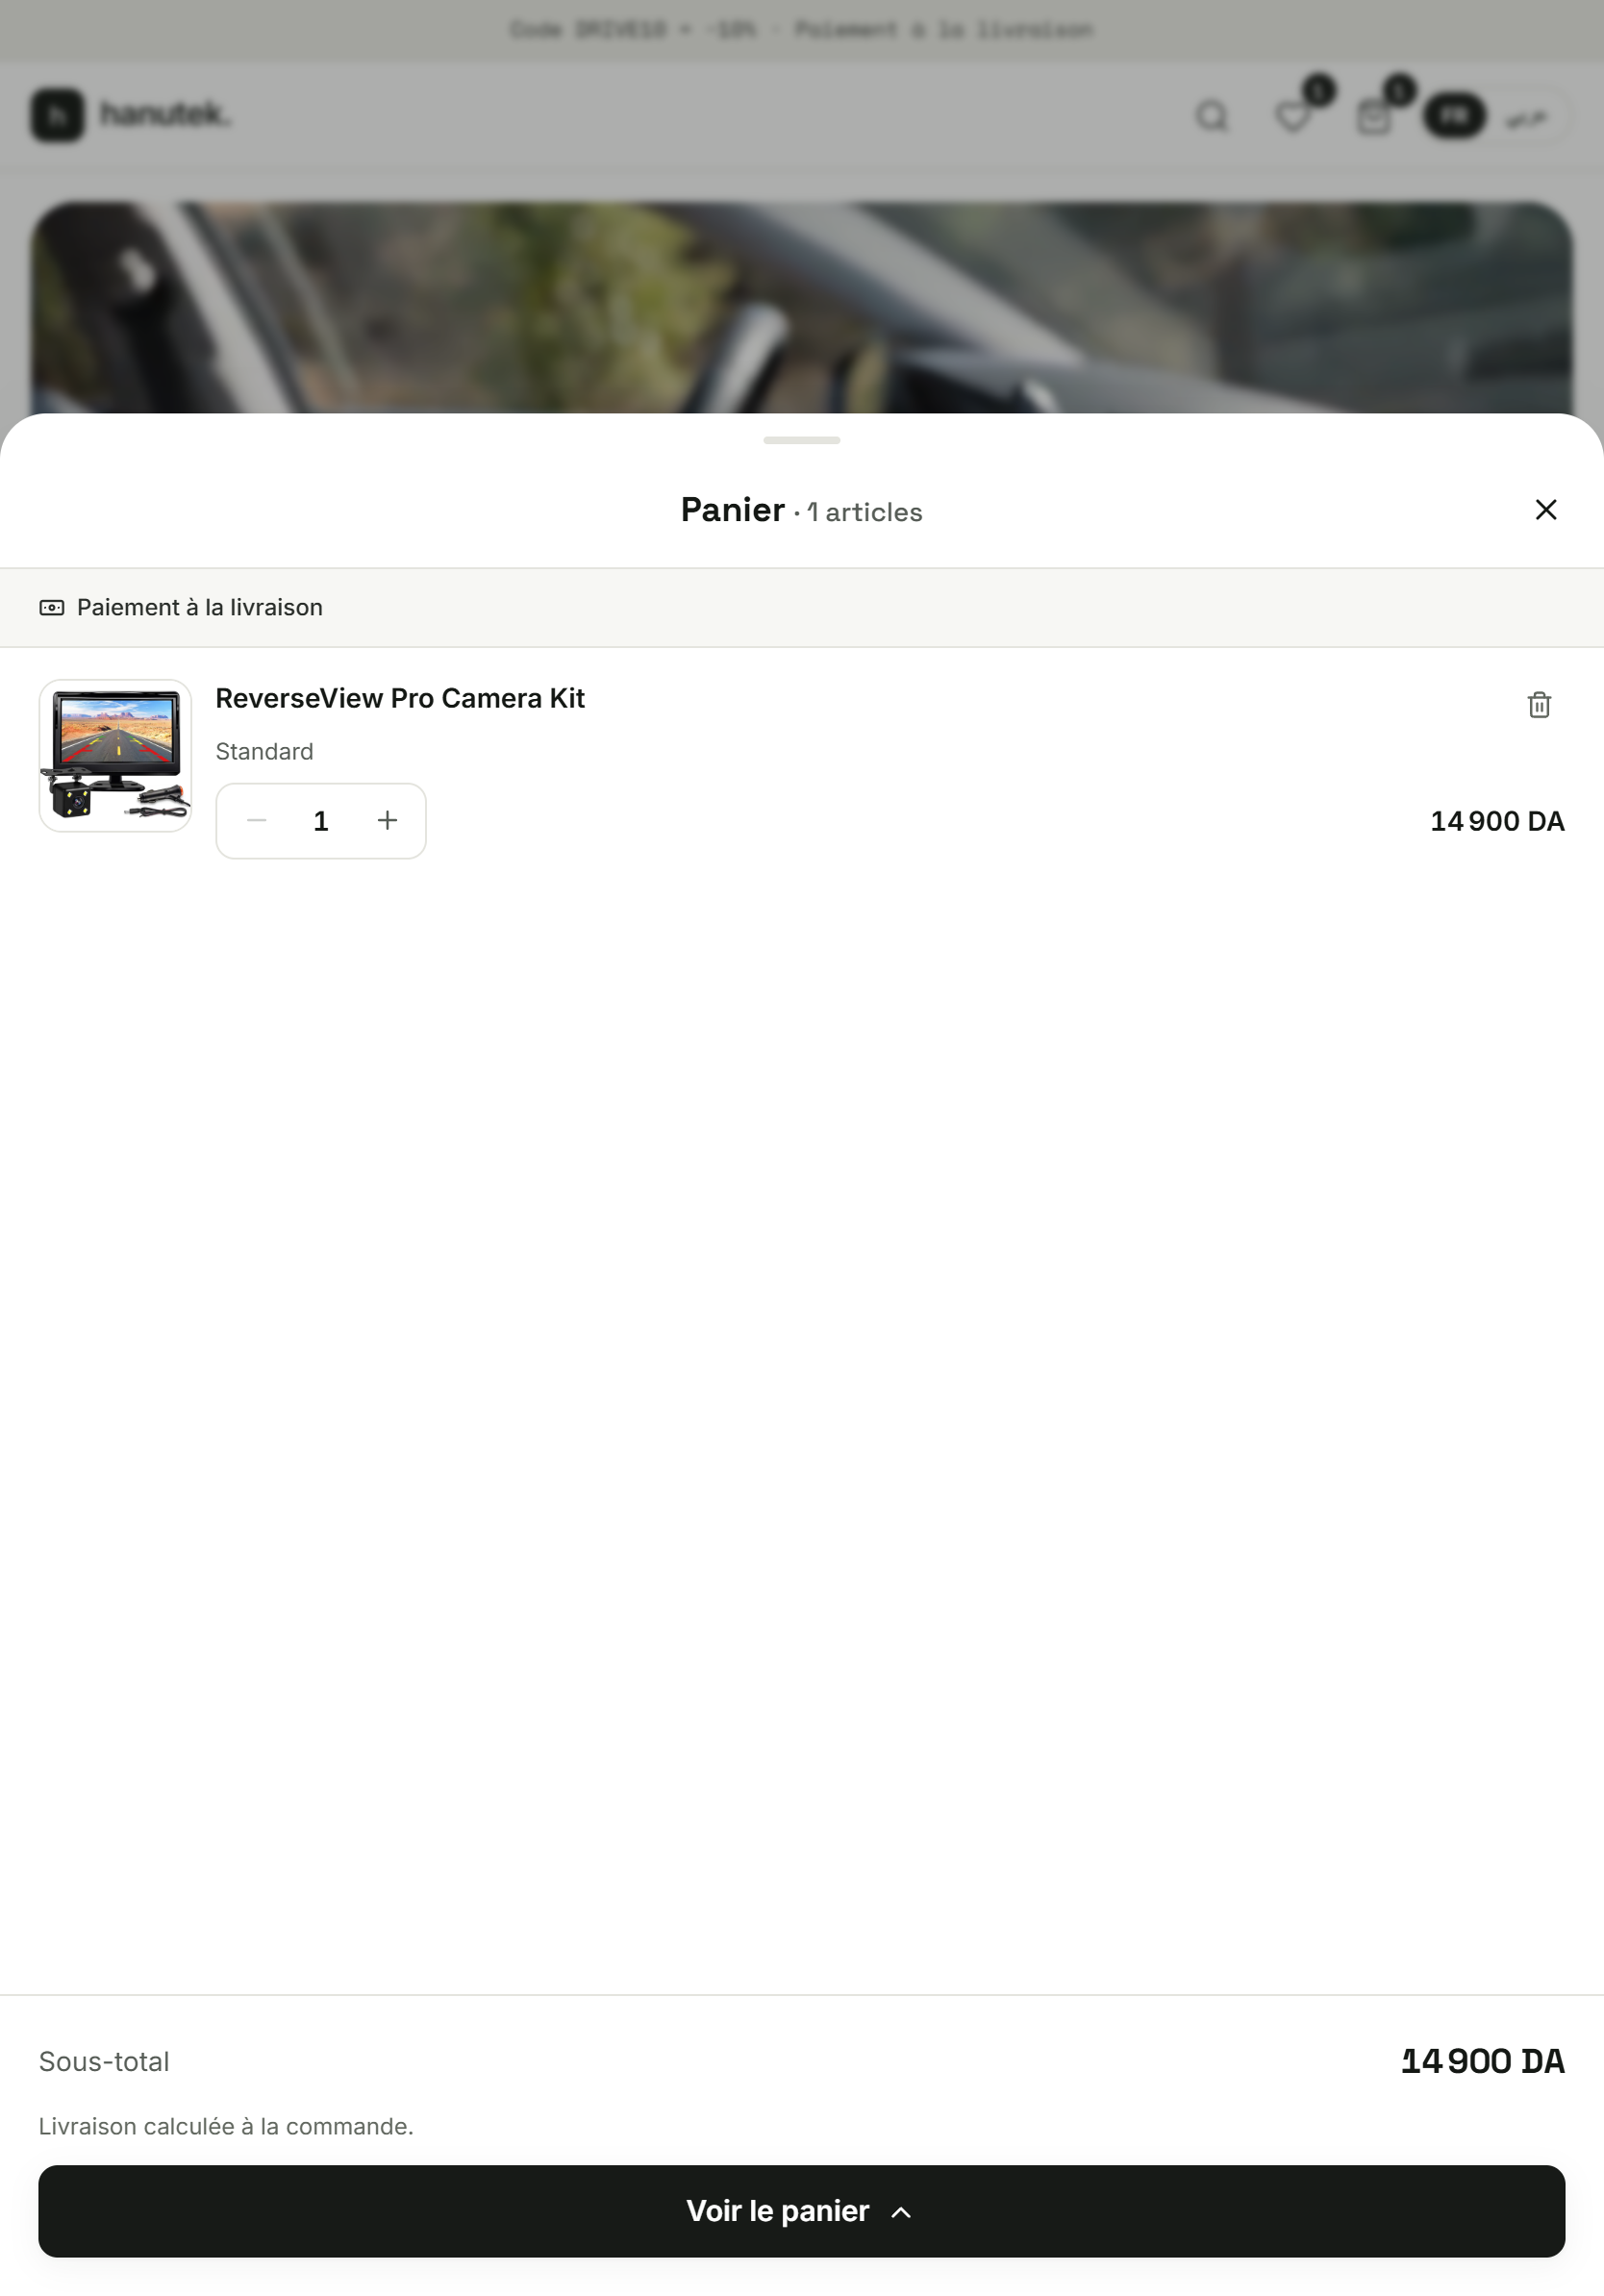 Code DRIVE10 = -10% · Paiement à la livraison
h hanutek.
FR عربي
Panier · 1 articles
Paiement à la livraison
ReverseView Pro Camera Kit
Standard
1
14 900 DA
Sous-total
14 900 DA
Livraison calculée à la commande.
Voir le panier